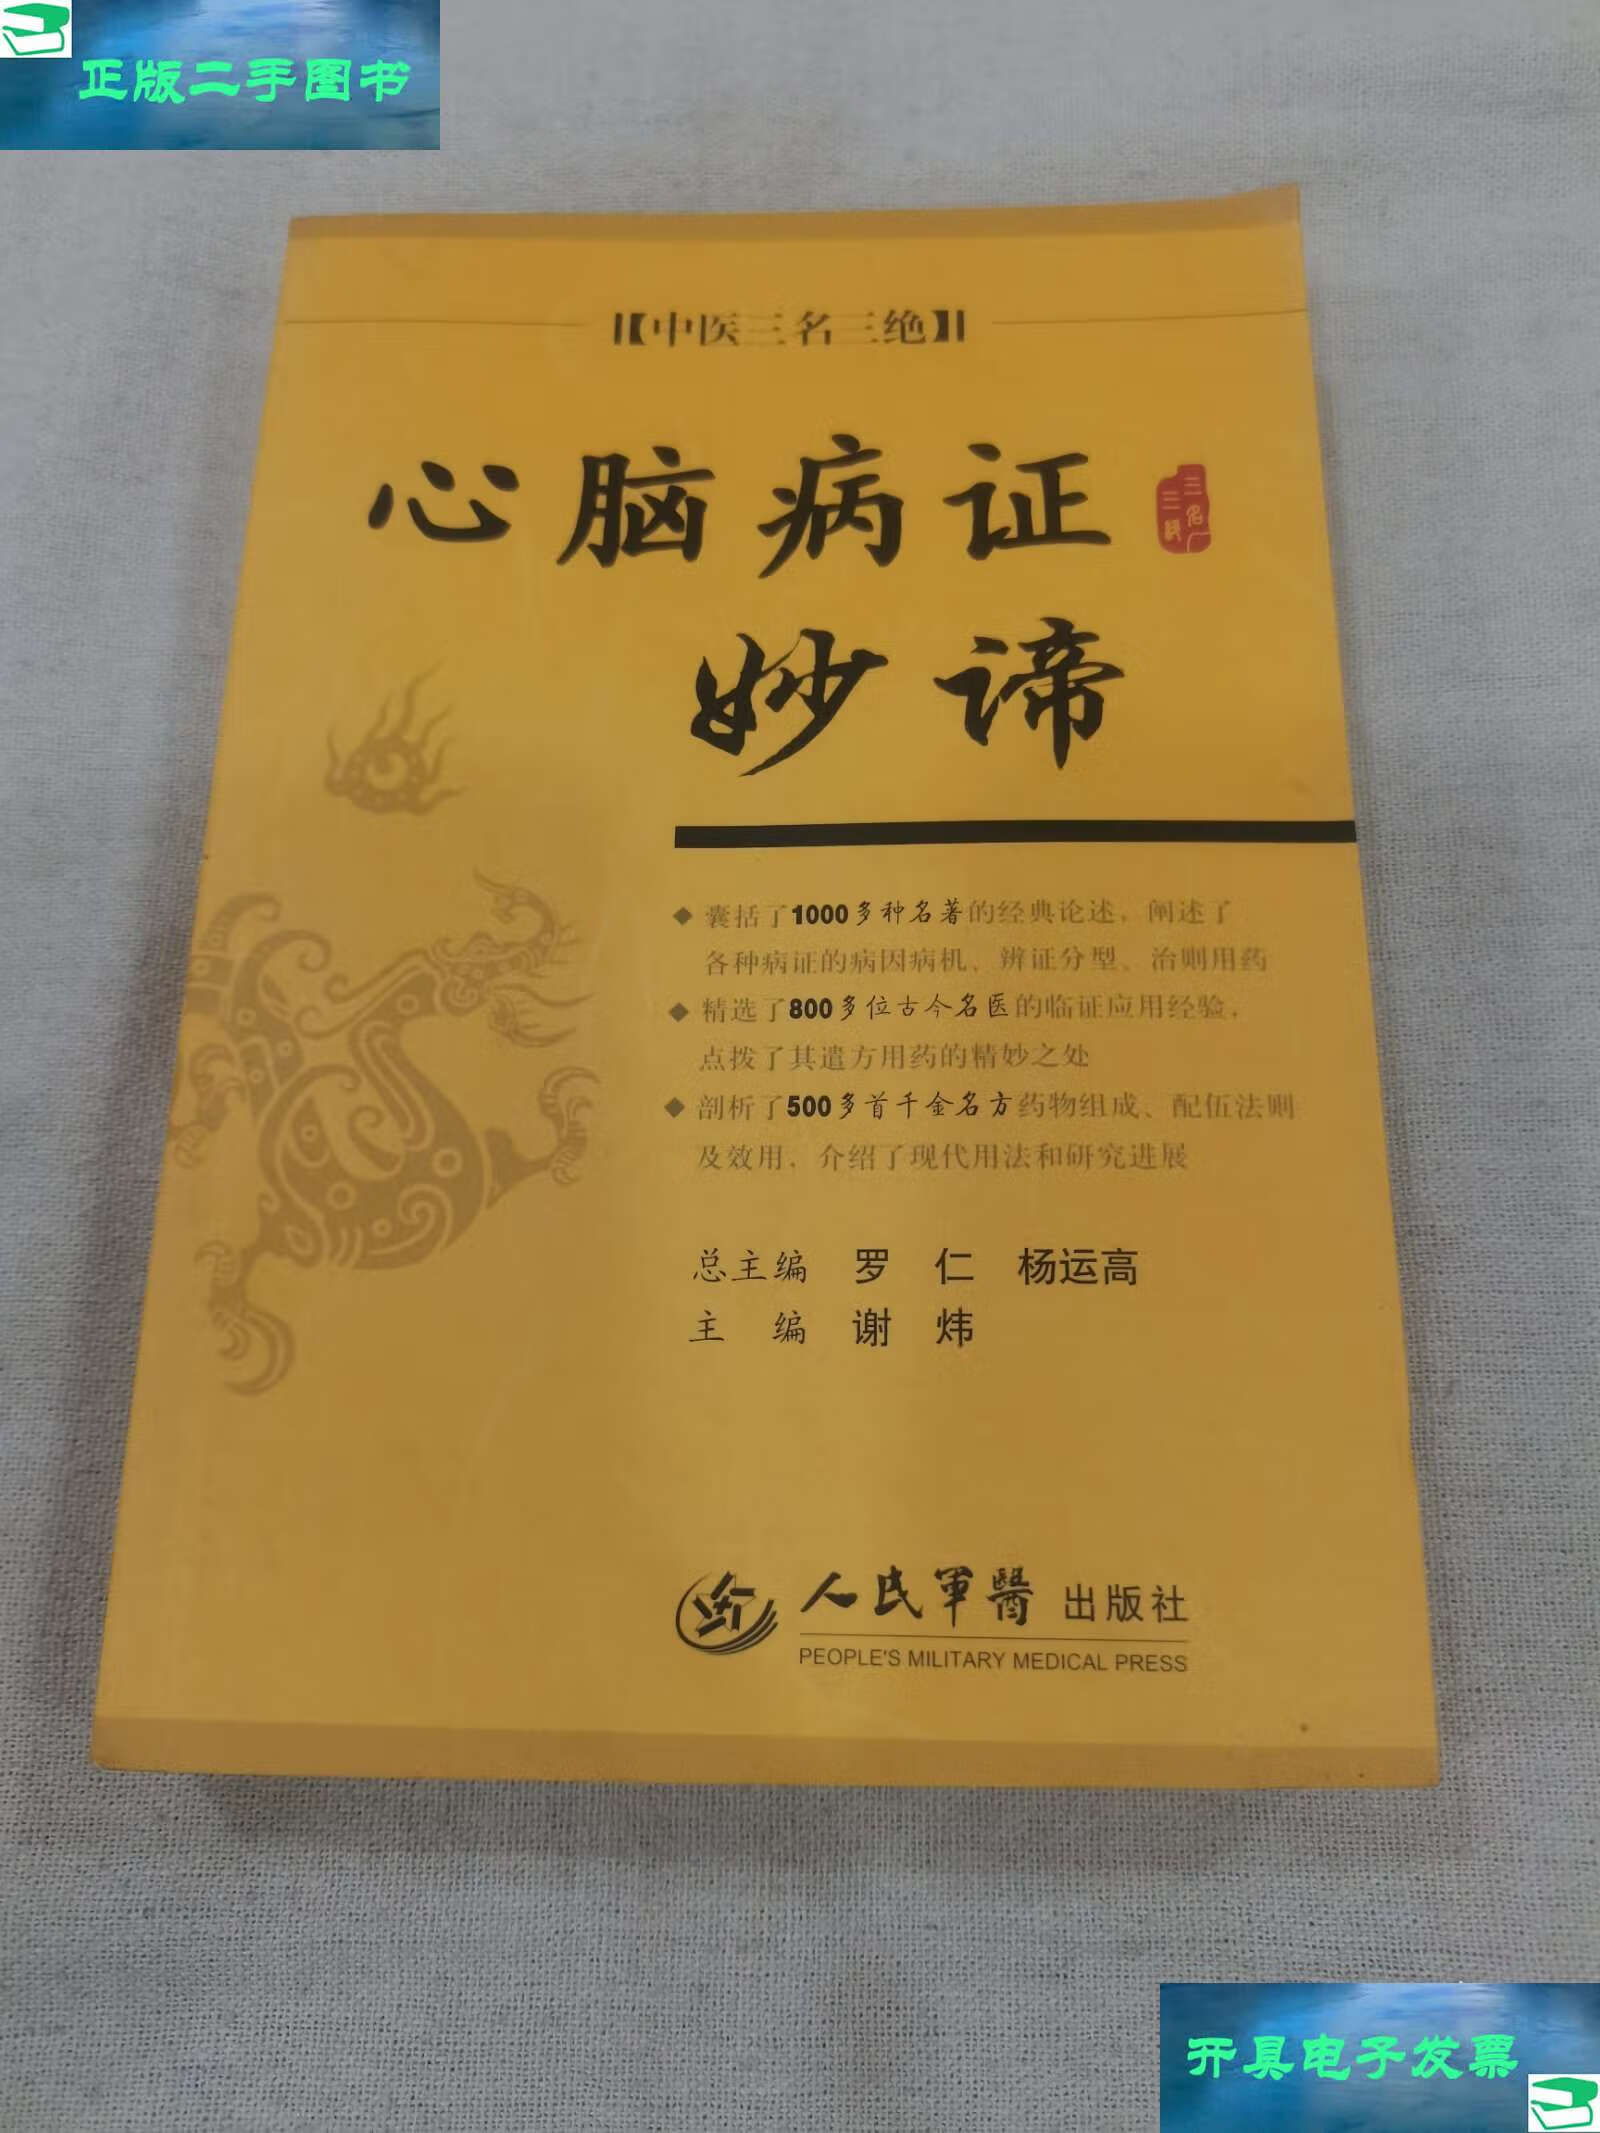 正版二手图书
【中医三名三绝】
心脑病证
三名
三绝
妙谛
◆囊括了1000多种名著的经典论述，阐述了
各种病证的病因病机、辨证分型、治则用药
◆精选了800多位古今名医的临证应用经验，
点拨了其遣方用药的精妙之处
◆剖析了500多首千金名方药物组成、配伍法则
及效用，介绍了现代用法和研究进展
总主编 罗 仁 杨运高
主 编 谢 炜
人民军醫 出版社
PEOPLE'S MILITARY MEDICAL PRESS
开具电子发票